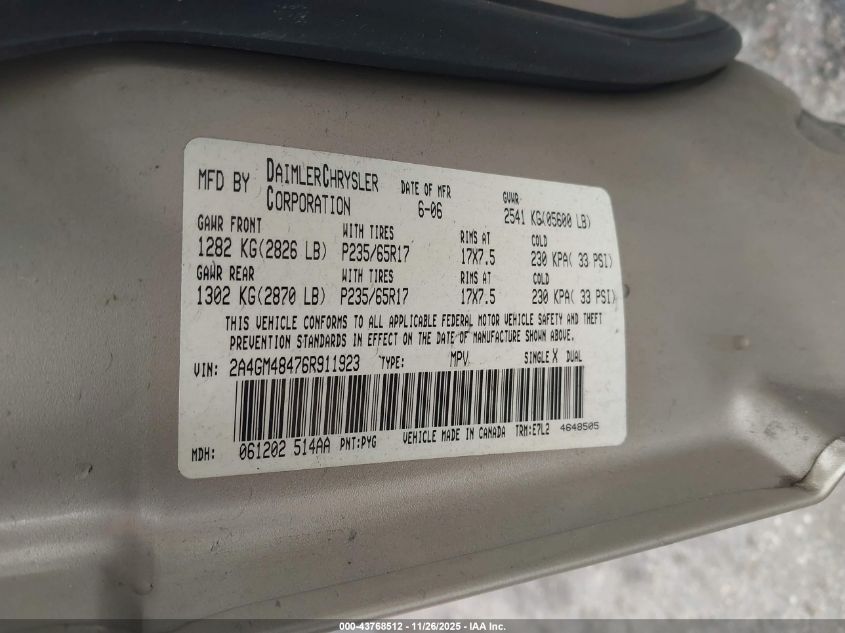 MFD BY DAIMLERCHRYSLER CORPORATION DATE OF MFR 6-06 GVWR 2541 KG(05600 LB)
GAWR FRONT WITH TIRES RIMS AT COLD
1282 KG(2826 LB) P235/65R17 17X7.5 230 KPA( 33 PSI)
GAWR REAR WITH TIRES RIMS AT COLD
1302 KG(2870 LB) P235/65R17 17X7.5 230 KPA( 33 PSI)
THIS VEHICLE CONFORMS TO ALL APPLICABLE FEDERAL MOTOR VEHICLE SAFETY AND THEFT
PREVENTION STANDARDS IN EFFECT ON THE DATE OF MANUFACTURE SHOWN ABOVE.
VIN: 2A4GM48476R911923 TYPE: MPV SINGLE X DUAL
MDH: 061202 514AA PNT:PYG VEHICLE MADE IN CANADA TRM:E7L2 4648505
000-43768512 - 11/26/2025 - IAA Inc.